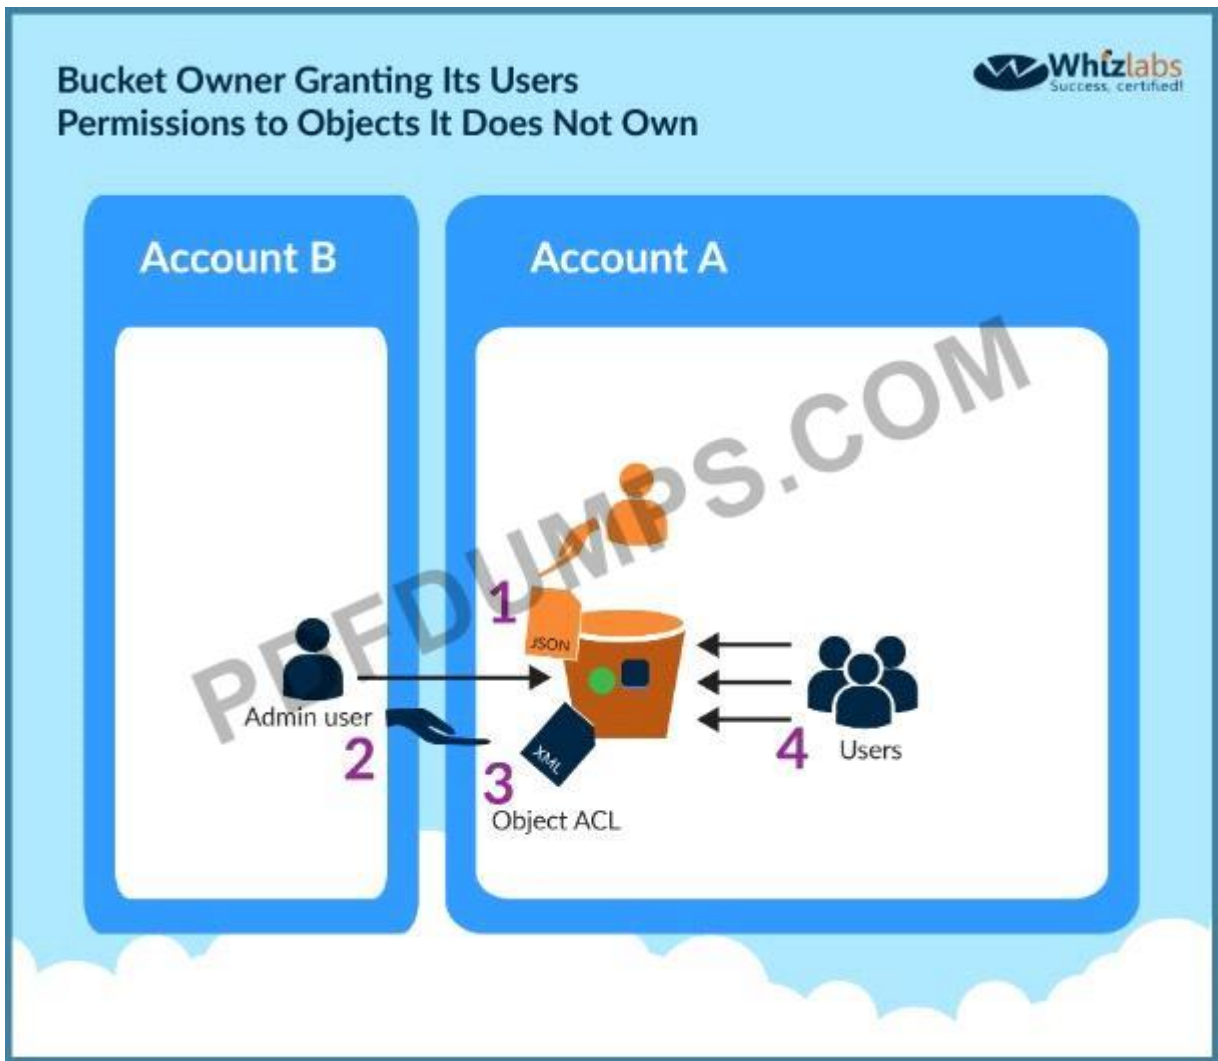 Bucket Owner Granting Its Users
Permissions to Objects It Does Not Own
Whizlabs
Success, certified!
Account B
Account A
PDFDUMPS.COM
1
JSON
Admin user
2
3
XML
Object ACL
4
Users